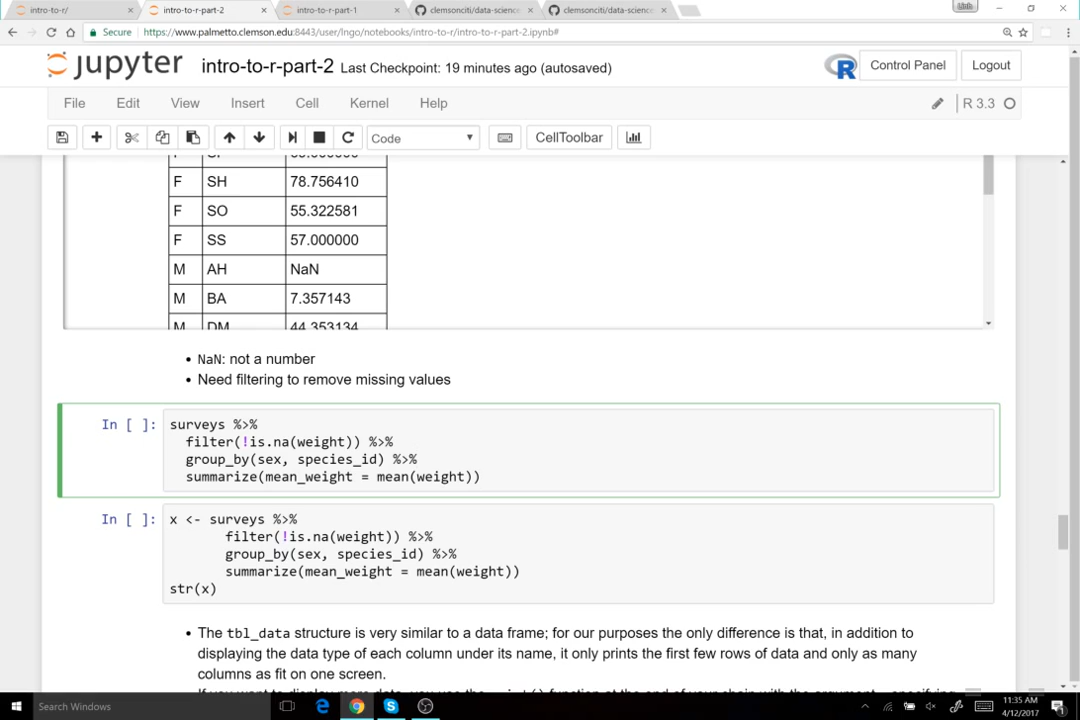 intro-to-r/
intro-to-r-part-2
intro-to-r-part-1
clemsonciti/data-science
clemsonciti/data-science
Secure https://www.palmetto.clemson.edu:8443/user/lngo/notebooks/intro-to-r/intro-to-r-part-2.ipynb#
jupyter intro-to-r-part-2 Last Checkpoint: 19 minutes ago (autosaved)
R
Control Panel
Logout
File Edit View Insert Cell Kernel Help
R 3.3
Code
CellToolbar
F SH 78.756410
F SO 55.322581
F SS 57.000000
M AH NaN
M BA 7.357143
M DM 44.353134
• NaN: not a number
• Need filtering to remove missing values
In [ ]: surveys %>%
filter(!is.na(weight)) %>%
group_by(sex, species_id) %>%
summarize(mean_weight = mean(weight))
In [ ]: x <- surveys %>%
filter(!is.na(weight)) %>%
group_by(sex, species_id) %>%
summarize(mean_weight = mean(weight))
str(x)
• The tbl_data structure is very similar to a data frame; for our purposes the only difference is that, in addition to
displaying the data type of each column under its name, it only prints the first few rows of data and only as many
columns as fit on one screen.
Search Windows
11:35 AM
4/12/2017